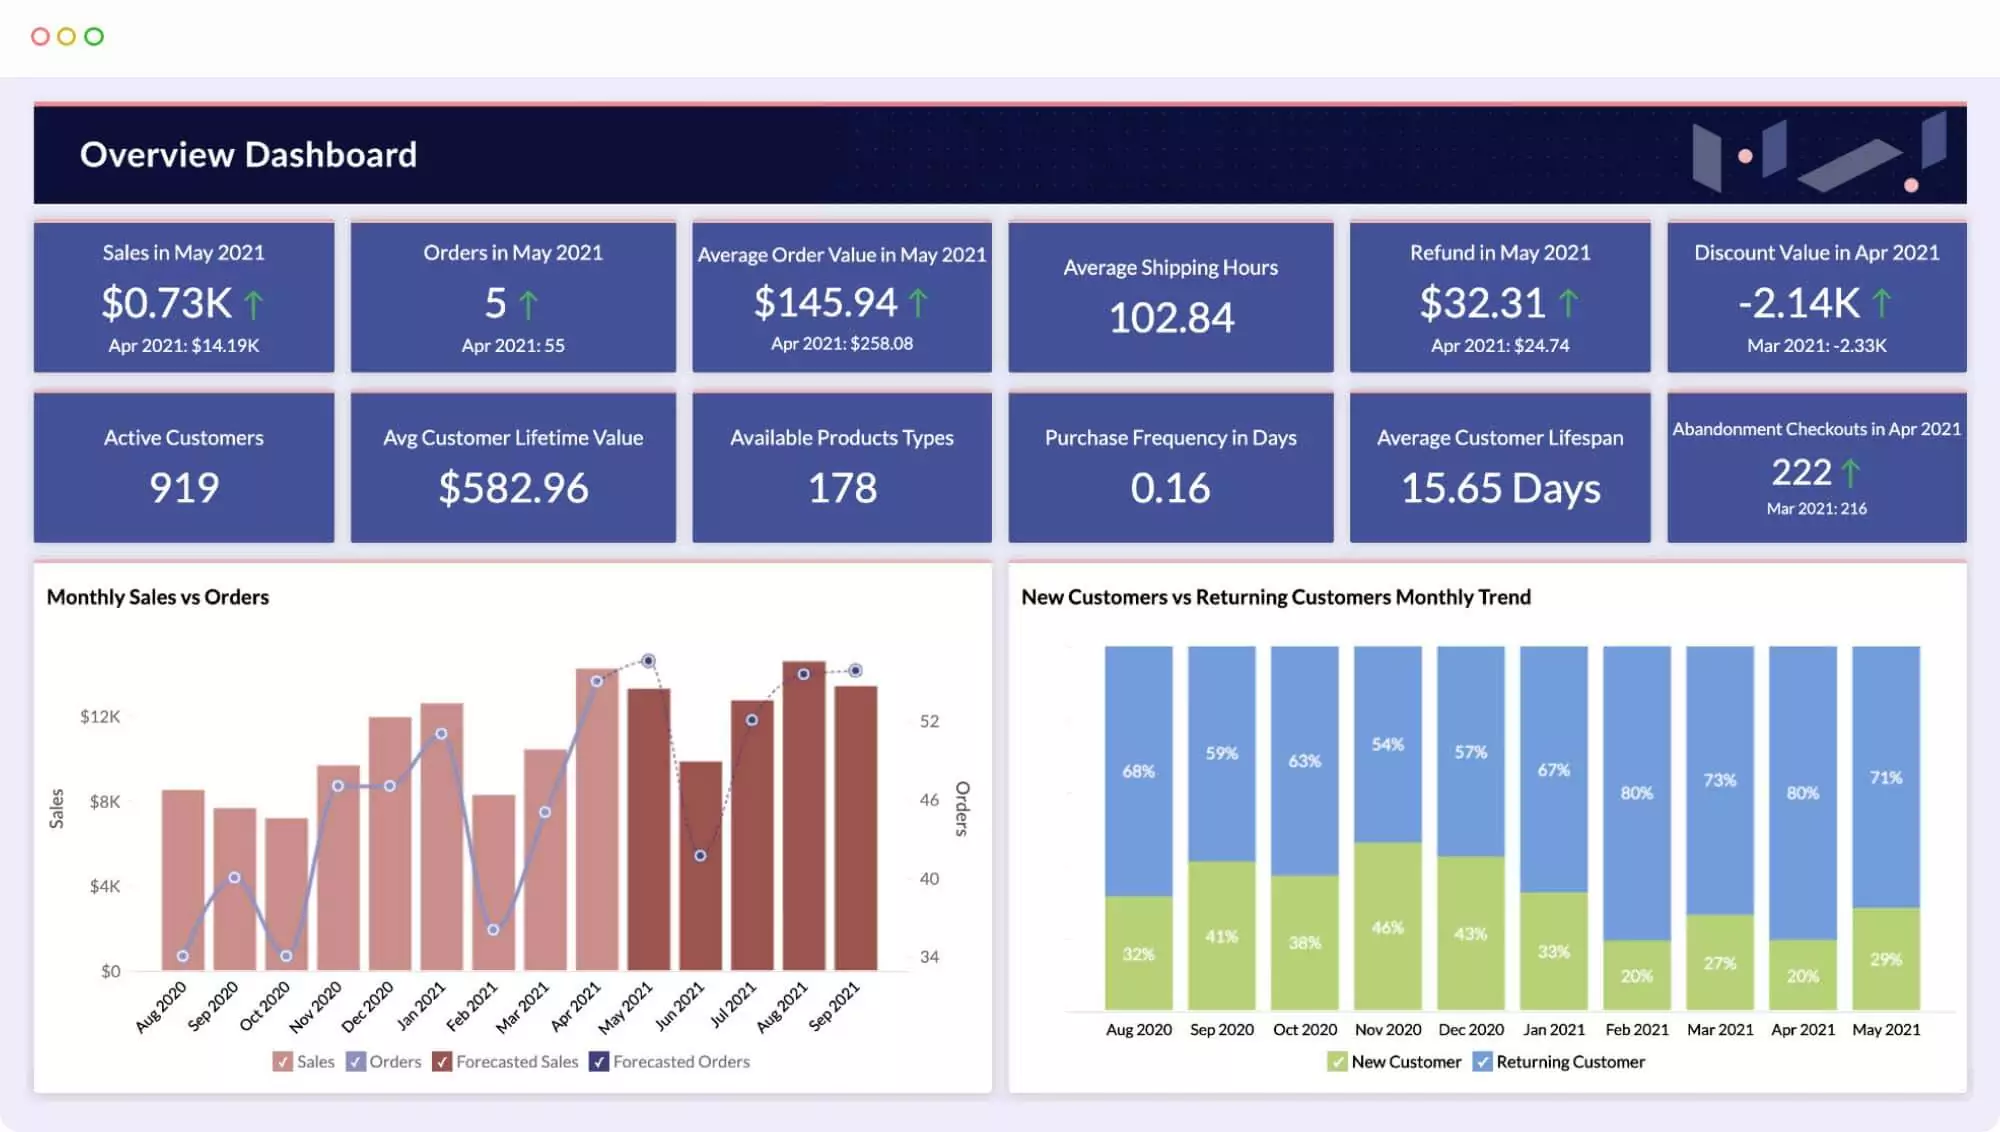 Overview Dashboard
Sales in May 2021
$0.73K ↑
Apr 2021: $14.19K
Orders in May 2021
5 ↑
Apr 2021: 55
Average Order Value in May 2021
$145.94 ↑
Apr 2021: $258.08
Average Shipping Hours
102.84
Refund in May 2021
$32.31 ↑
Apr 2021: $24.74
Discount Value in Apr 2021
-2.14K ↑
Mar 2021: -2.33K
Active Customers
919
Avg Customer Lifetime Value
$582.96
Available Products Types
178
Purchase Frequency in Days
0.16
Average Customer Lifespan
15.65 Days
Abandonment Checkouts in Apr 2021
222 ↑
Mar 2021: 216
Monthly Sales vs Orders
Sales
$12K
$8K
$4K
$0
52
46
40
34
Orders
Aug 2020
Sep 2020
Oct 2020
Nov 2020
Dec 2020
Jan 2021
Feb 2021
Mar 2021
Apr 2021
May 2021
Jun 2021
Jul 2021
Aug 2021
Sep 2021
Sales Orders Forecasted Sales Forecasted Orders
New Customers vs Returning Customers Monthly Trend
68% 59% 63% 54% 57% 67% 80% 73% 80% 71%
32% 41% 38% 46% 43% 33% 20% 27% 20% 29%
Aug 2020 Sep 2020 Oct 2020 Nov 2020 Dec 2020 Jan 2021 Feb 2021 Mar 2021 Apr 2021 May 2021
New Customer Returning Customer